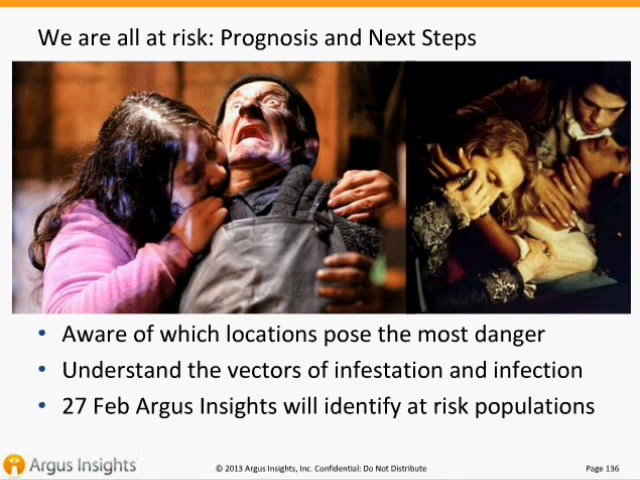 We are all at risk: Prognosis and Next Steps
• Aware of which locations pose the most danger
• Understand the vectors of infestation and infection
• 27 Feb Argus Insights will identify at risk populations
Argus Insights
© 2013 Argus Insights, Inc. Confidential: Do Not Distribute
Page 136